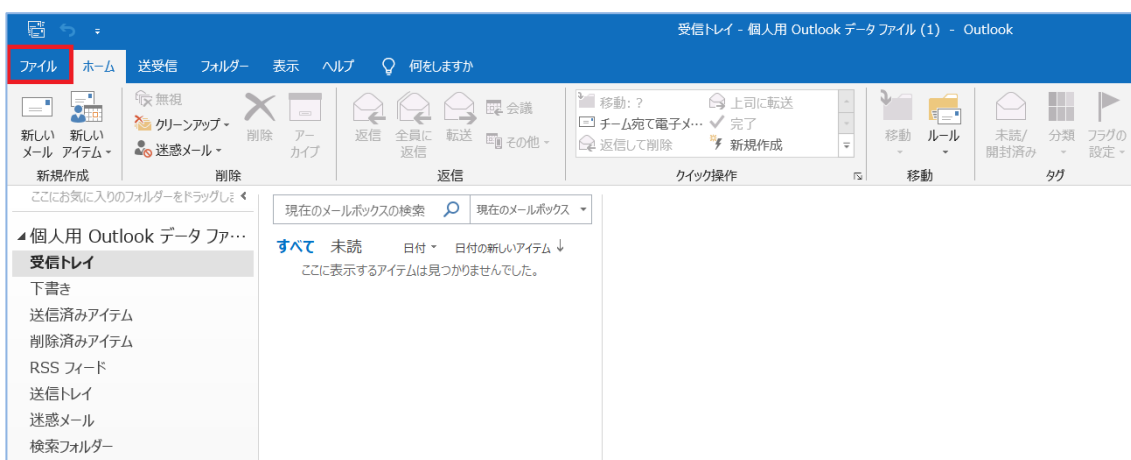 受信トレイ - 個人用 Outlook データ ファイル (1) - Outlook
ファイル ホーム 送受信 フォルダー 表示 ヘルプ 何をしますか
新しい
メール
新しい
アイテム
新規作成
無視
クリーンアップ
迷惑メール
削除
アー
カイブ
削除
返信
全員に
返信
転送
会議
その他
返信
移動: ?
チーム宛て電子メ…
返信して削除
上司に転送
完了
新規作成
クイック操作
移動
ルール
移動
未読/
開封済み
分類
フラグの
設定
タグ
ここにお気に入りのフォルダーをドラッグしま
個人用 Outlook データ ファ…
受信トレイ
下書き
送信済みアイテム
削除済みアイテム
RSS フィード
送信トレイ
迷惑メール
検索フォルダー
現在のメールボックスの検索 現在のメールボックス
すべて 未読 日付 日付の新しいアイテム ↓
ここに表示するアイテムは見つかりませんでした。